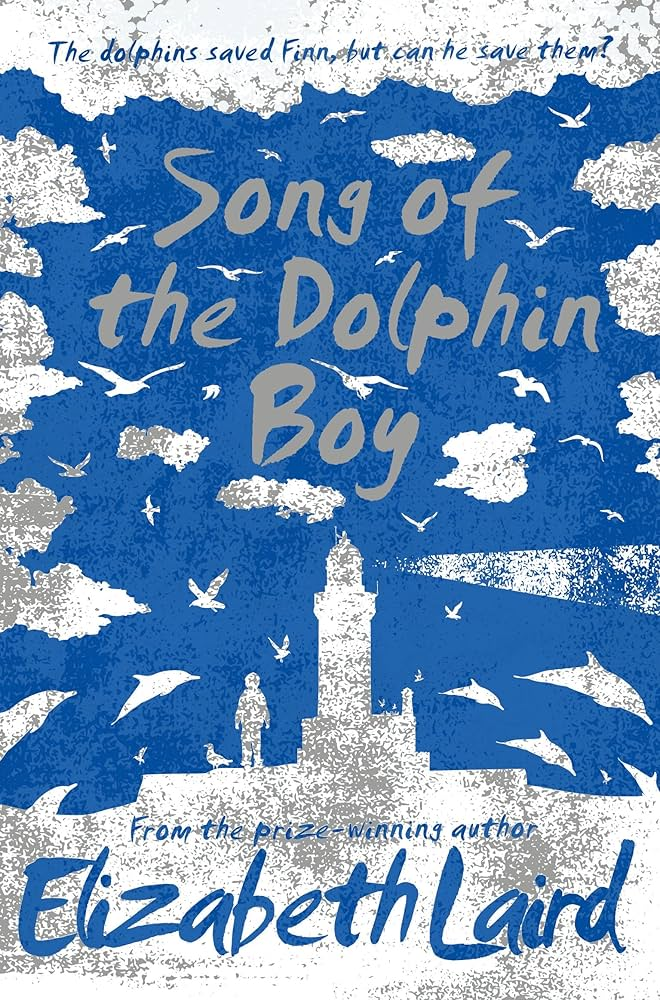 The dolphins saved Finn, but can he save them?
Song of
the Dolphin
Boy
From the prize-winning author
Elizabeth Laird